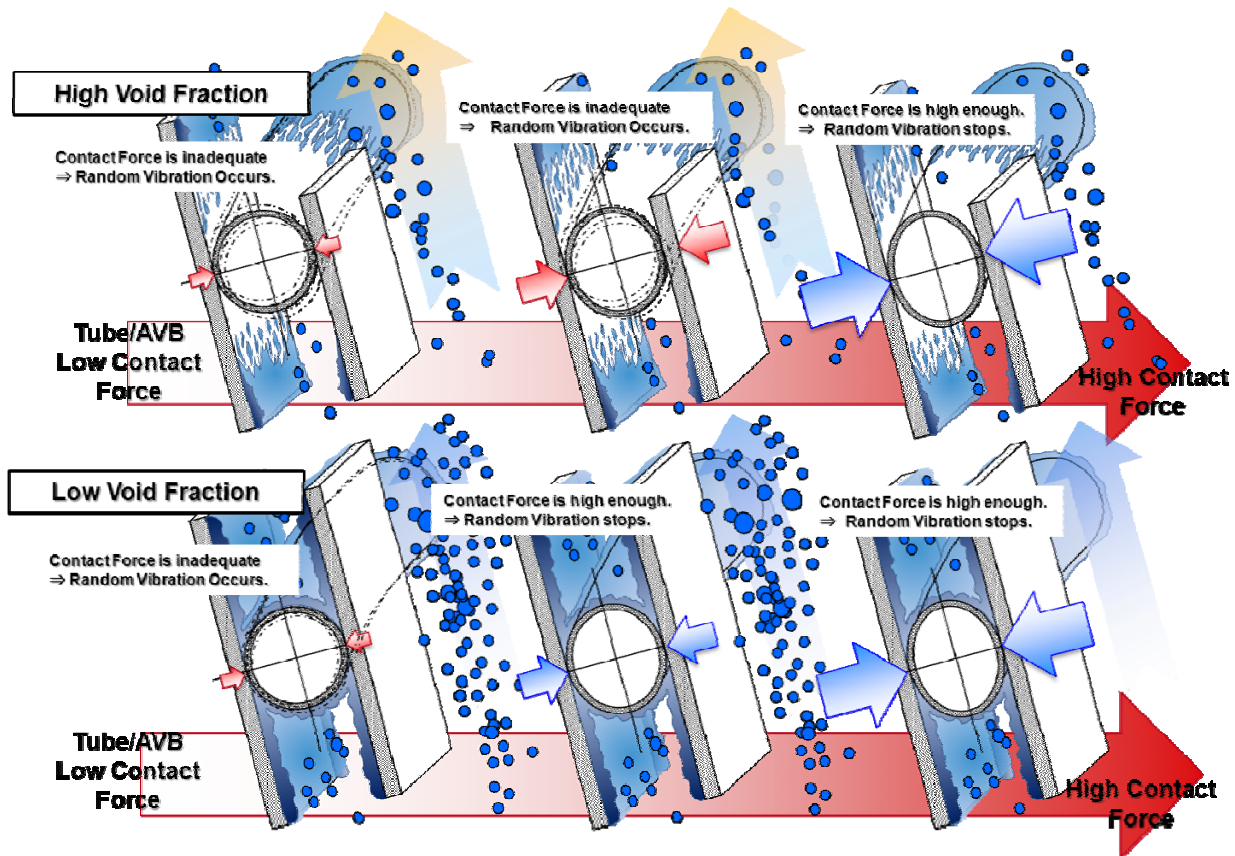 High Void Fraction
Contact Force is inadequate
⇒ Random Vibration Occurs.
Contact Force is inadequate
⇒ Random Vibration Occurs.
Contact Force is high enough.
⇒ Random Vibration stops.
Tube/AVB
Low Contact
Force
High Contact
Force
Low Void Fraction
Contact Force is inadequate
⇒ Random Vibration Occurs.
Contact Force is high enough.
⇒ Random Vibration stops.
Contact Force is high enough.
⇒ Random Vibration stops.
Tube/AVB
Low Contact
Force
High Contact
Force